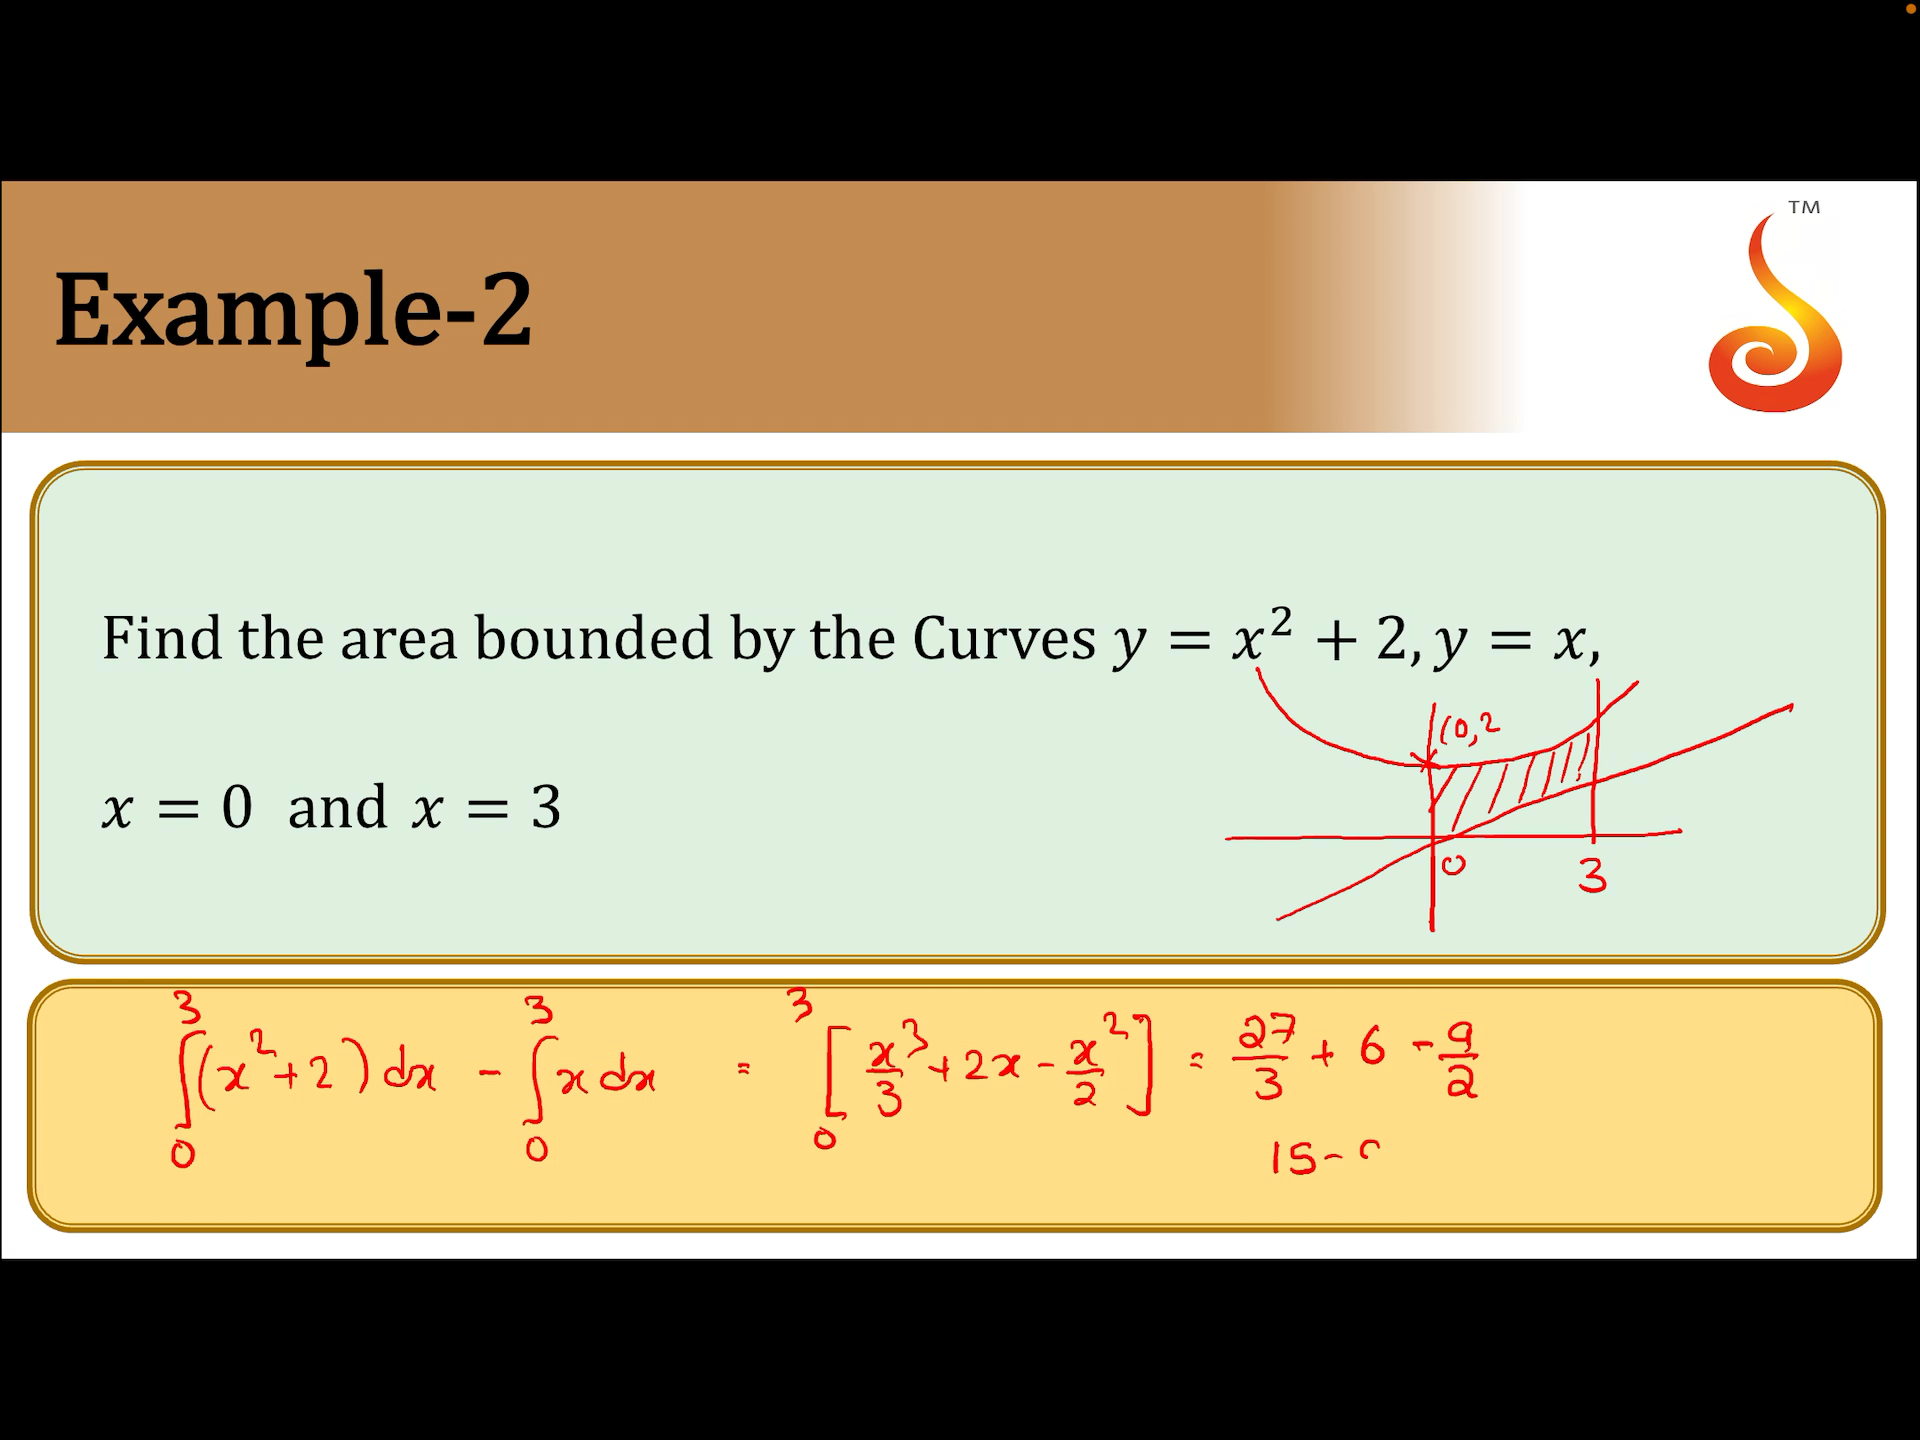 TM
Example-2
Find the area bounded by the Curves y = x² + 2, y = x,
(0,2
x = 0 and x = 3
0 3
∫₀³ (x²+2) dx - ∫₀³ x dx = [x³/3 + 2x - x²/2]₀³ = 27/3 + 6 - 9/2
15 -